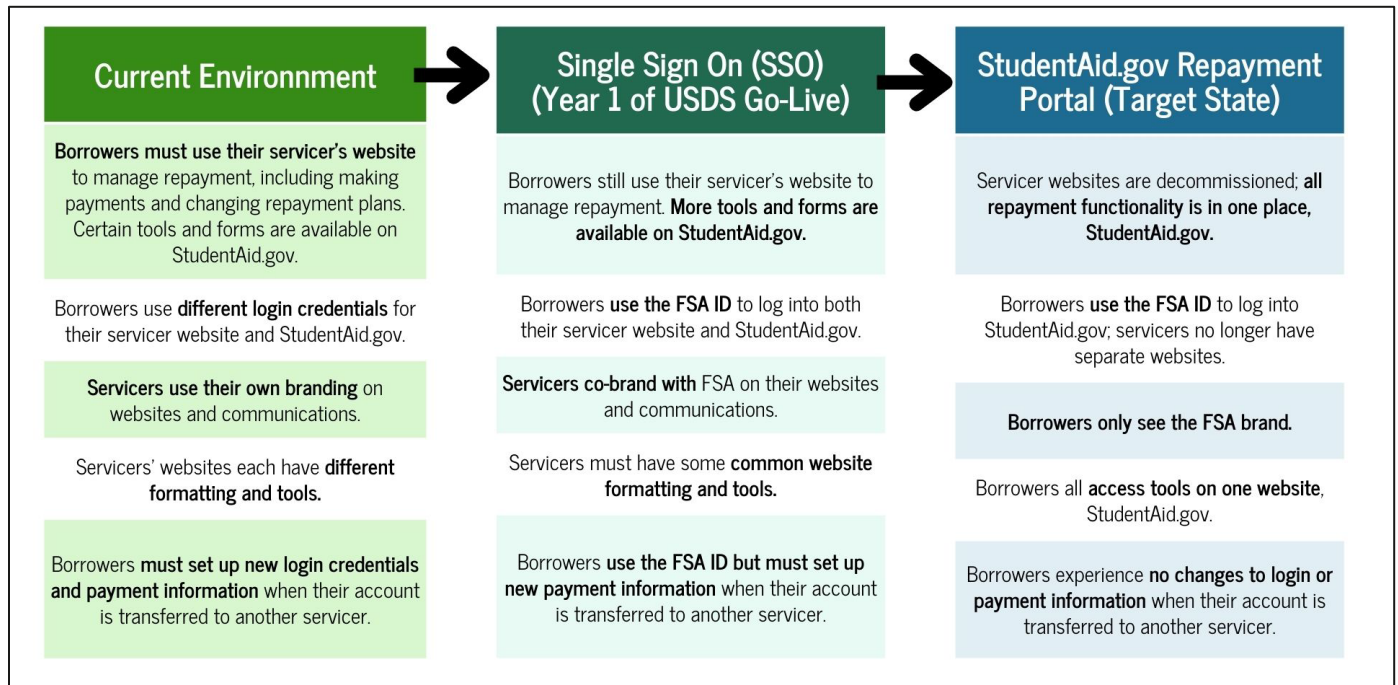 Current Environnment
Borrowers must use their servicer's website
to manage repayment, including making
payments and changing repayment plans.
Certain tools and forms are available on
StudentAid.gov.
Borrowers use different login credentials for
their servicer website and StudentAid.gov.
Servicers use their own branding on
websites and communications.
Servicers' websites each have different
formatting and tools.
Borrowers must set up new login credentials
and payment information when their account
is transferred to another servicer.
Single Sign On (SSO)
(Year 1 of USDS Go-Live)
Borrowers still use their servicer's website to
manage repayment. More tools and forms are
available on StudentAid.gov.
Borrowers use the FSA ID to log into both
their servicer website and StudentAid.gov.
Servicers co-brand with FSA on their websites
and communications.
Servicers must have some common website
formatting and tools.
Borrowers use the FSA ID but must set up
new payment information when their account
is transferred to another servicer.
StudentAid.gov Repayment
Portal (Target State)
Servicer websites are decommissioned; all
repayment functionality is in one place,
StudentAid.gov.
Borrowers use the FSA ID to log into
StudentAid.gov; servicers no longer have
separate websites.
Borrowers only see the FSA brand.
Borrowers all access tools on one website,
StudentAid.gov.
Borrowers experience no changes to login or
payment information when their account is
transferred to another servicer.